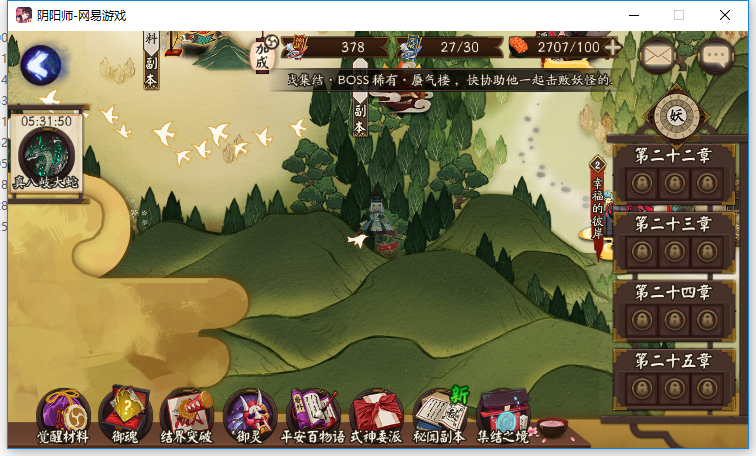 阴阳师-网易游戏
料副本
加成
378
27/30
2707/100
线集结·BOSS稀有·蜃气楼，快协助他一起击败妖怪的
副本
妖
05:31:50
真八岐大蛇
2
幸福的彼岸
第二十二章
第二十三章
第二十四章
第二十五章
新
觉醒材料
御魂
结界突破
御灵
平安百物语
式神委派
秘闻副本
集结之境